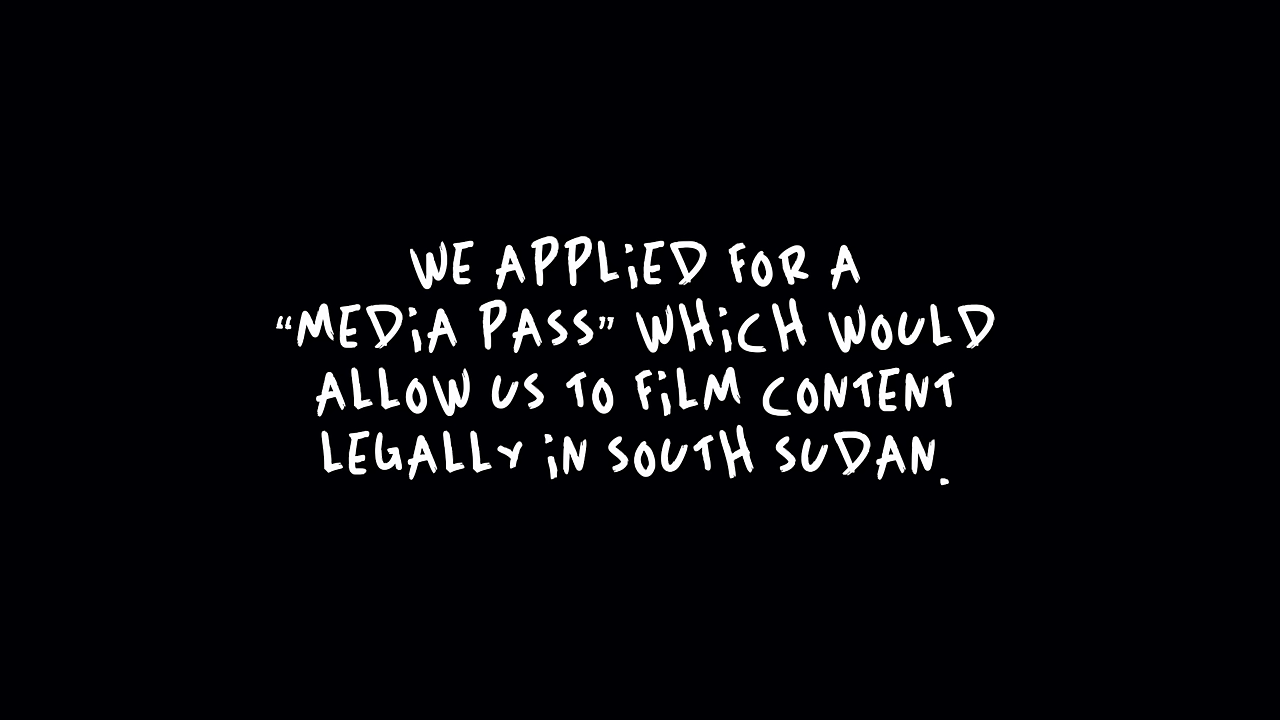 WE APPLiED FOR A
“MEDiA PASS” WHiCH WOULD
ALLOW US TO FiLM CONTENT
LEGALLY iN SOUTH SUDAN.